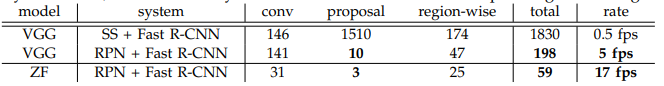 model system conv proposal region-wise total rate
VGG SS + Fast R-CNN 146 1510 174 1830 0.5 fps
VGG RPN + Fast R-CNN 141 10 47 198 5 fps
ZF RPN + Fast R-CNN 31 3 25 59 17 fps